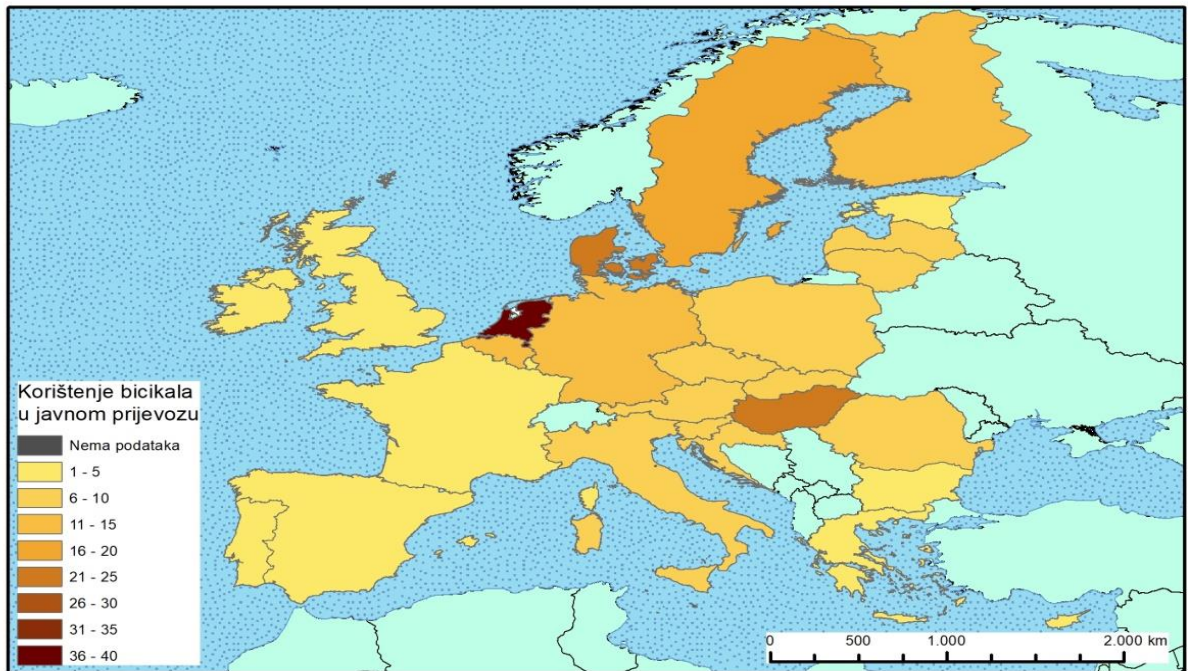 Korištenje bicikala
u javnom prijevozu
Nema podataka
1 - 5
6 - 10
11 - 15
16 - 20
21 - 25
26 - 30
31 - 35
36 - 40
0 500 1.000 2.000 km